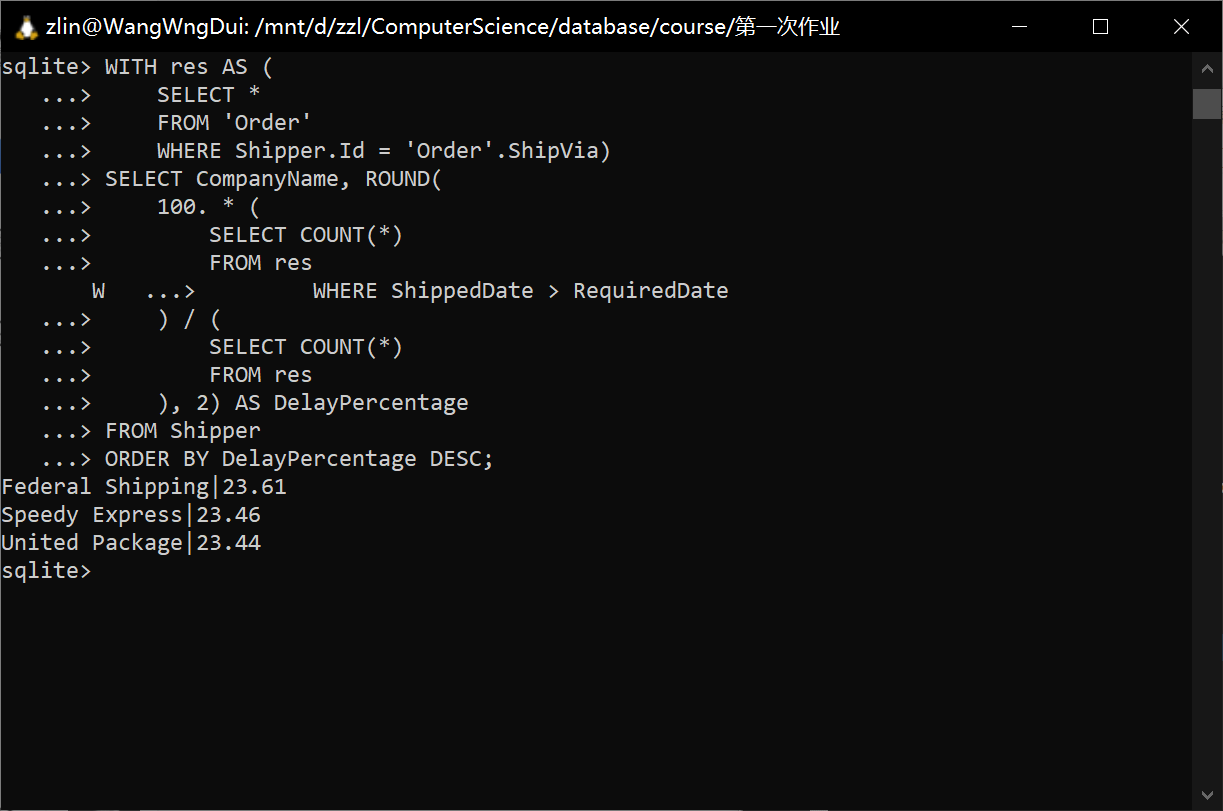 zlin@WangWngDui: /mnt/d/zzl/ComputerScience/database/course/第一次作业
sqlite> WITH res AS (
   ...>     SELECT *
   ...>     FROM 'Order'
   ...>     WHERE Shipper.Id = 'Order'.ShipVia)
   ...> SELECT CompanyName, ROUND(
   ...>     100. * (
   ...>         SELECT COUNT(*)
   ...>         FROM res
       W   ...>         WHERE ShippedDate > RequiredDate
   ...>     ) / (
   ...>         SELECT COUNT(*)
   ...>         FROM res
   ...>     ), 2) AS DelayPercentage
   ...> FROM Shipper
   ...> ORDER BY DelayPercentage DESC;
Federal Shipping|23.61
Speedy Express|23.46
United Package|23.44
sqlite>